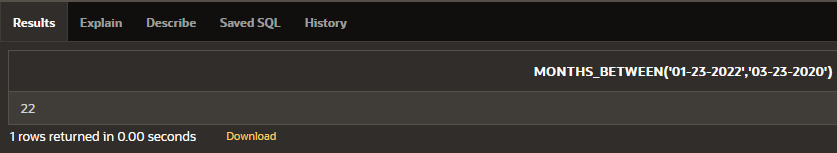 Results Explain Describe Saved SQL History
MONTHS_BETWEEN('01-23-2022','03-23-2020')
22
1 rows returned in 0.00 seconds Download